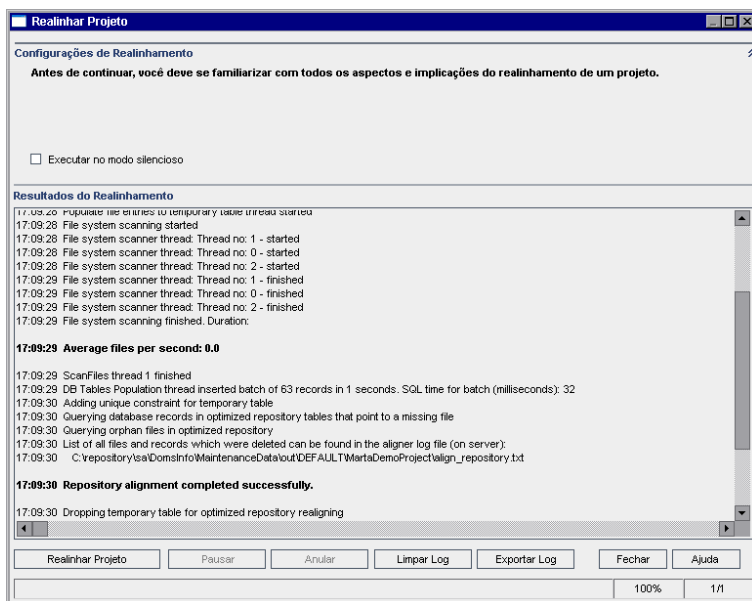 Realinhar Projeto
Configurações de Realinhamento
Antes de continuar, você deve se familiarizar com todos os aspectos e implicações do realinhamento de um projeto.
Executar no modo silencioso
Resultados do Realinhamento
17:09:28 Populate file entries to temporary table thread started
17:09:28 File system scanning started
17:09:28 File system scanner thread: Thread no: 1 - started
17:09:28 File system scanner thread: Thread no: 0 - started
17:09:28 File system scanner thread: Thread no: 2 - started
17:09:29 File system scanner thread: Thread no: 1 - finished
17:09:29 File system scanner thread: Thread no: 0 - finished
17:09:29 File system scanner thread: Thread no: 2 - finished
17:09:29 File system scanning finished. Duration:
17:09:29 Average files per second: 0.0
17:09:29 ScanFiles thread 1 finished
17:09:29 DB Tables Population thread inserted batch of 63 records in 1 seconds. SQL time for batch (milliseconds): 32
17:09:30 Adding unique constraint for temporary table
17:09:30 Querying database records in optimized repository tables that point to a missing file
17:09:30 Querying orphan files in optimized repository
17:09:30 List of all files and records which were deleted can be found in the aligner log file (on server):
17:09:30 C:\repository\sa\DomsInfo\MaintenanceData\out\DEFAULT\MartaDemoProject\align_repository.txt
17:09:30 Repository alignment completed successfully.
17:09:30 Dropping temporary table for optimized repository realigning
Realinhar Projeto Pausar Anular Limpar Log Exportar Log Fechar Ajuda
100% 1/1